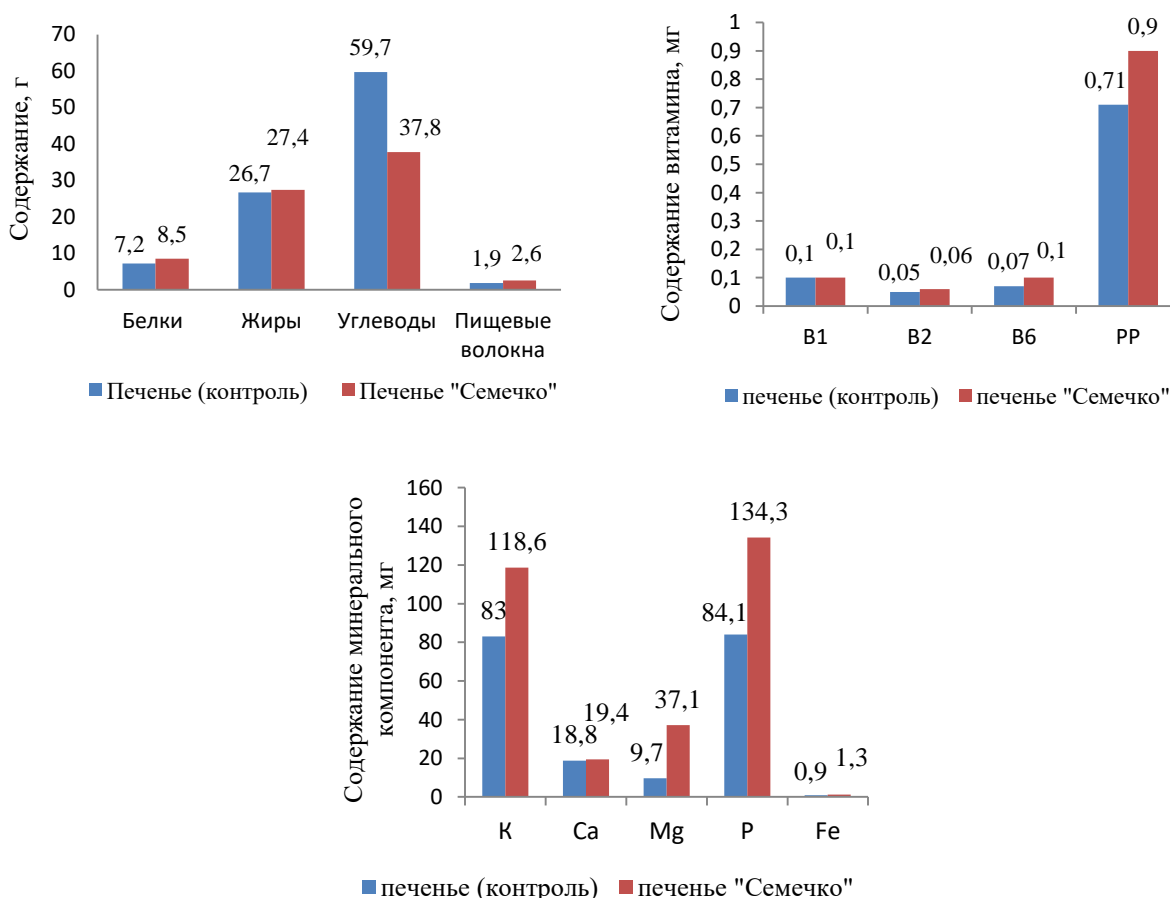 Содержание, г
70
60
50
40
30
20
10
0
59,7
37,8
26,7
27,4
7,2
8,5
1,9
2,6
Белки
Жиры
Углеводы
Пищевые
волокна
Печенье (контроль)
Печенье "Семечко"
Содержание витамина, мг
1
0,9
0,8
0,7
0,6
0,5
0,4
0,3
0,2
0,1
0
0,1
0,1
0,05
0,06
0,07
0,1
0,71
0,9
B1
B2
B6
PP
печенье (контроль)
печенье "Семечко"
Содержание минерального
компонента, мг
160
140
120
100
80
60
40
20
0
83
118,6
18,8
19,4
9,7
37,1
84,1
134,3
0,9
1,3
К
Ca
Mg
P
Fe
печенье (контроль)
печенье "Семечко"